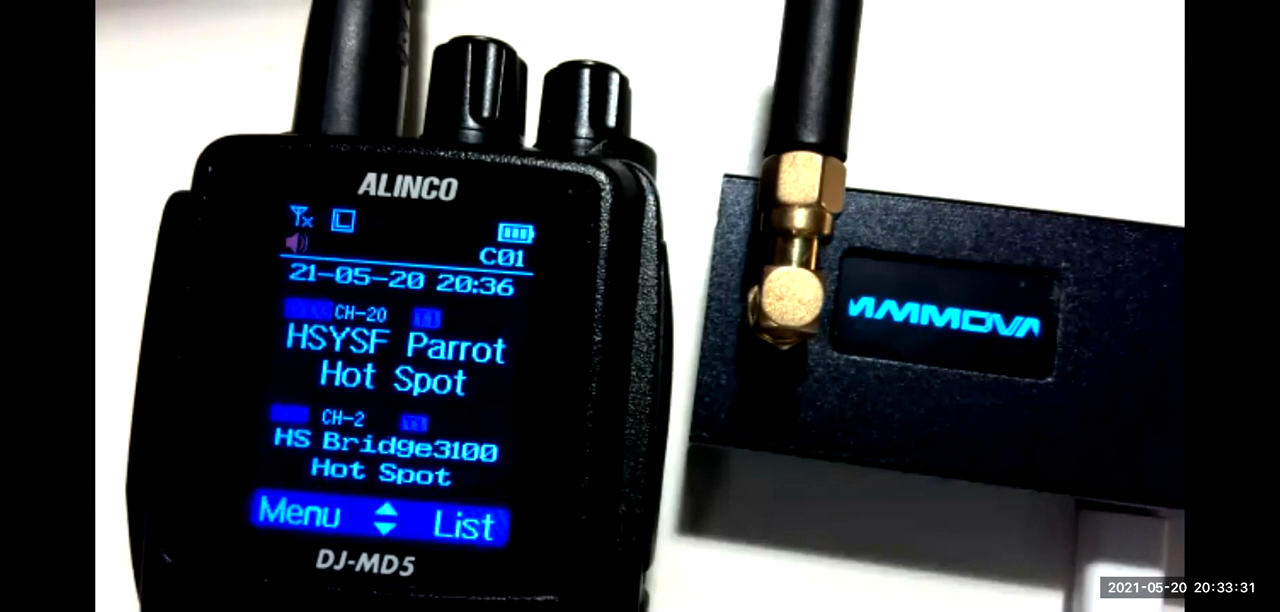 ALINCO
C01
21-05-20 20:36
CH-20
HSYSF Parrot
Hot Spot
CH-2
HS Bridge3100
Hot Spot
Menu List
DJ-MD5
2021-05-20 20:33:31